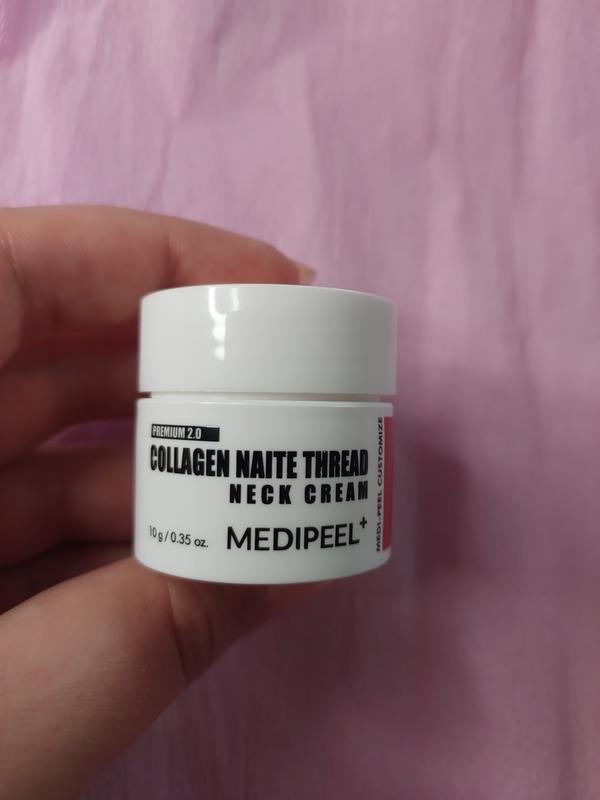 PREMIUM 2.0
COLLAGEN NAITE THREAD
NECK CREAM
10 g / 0.35 oz.
MEDIPEEL+
MEDI-PEEL CUSTOMIZE